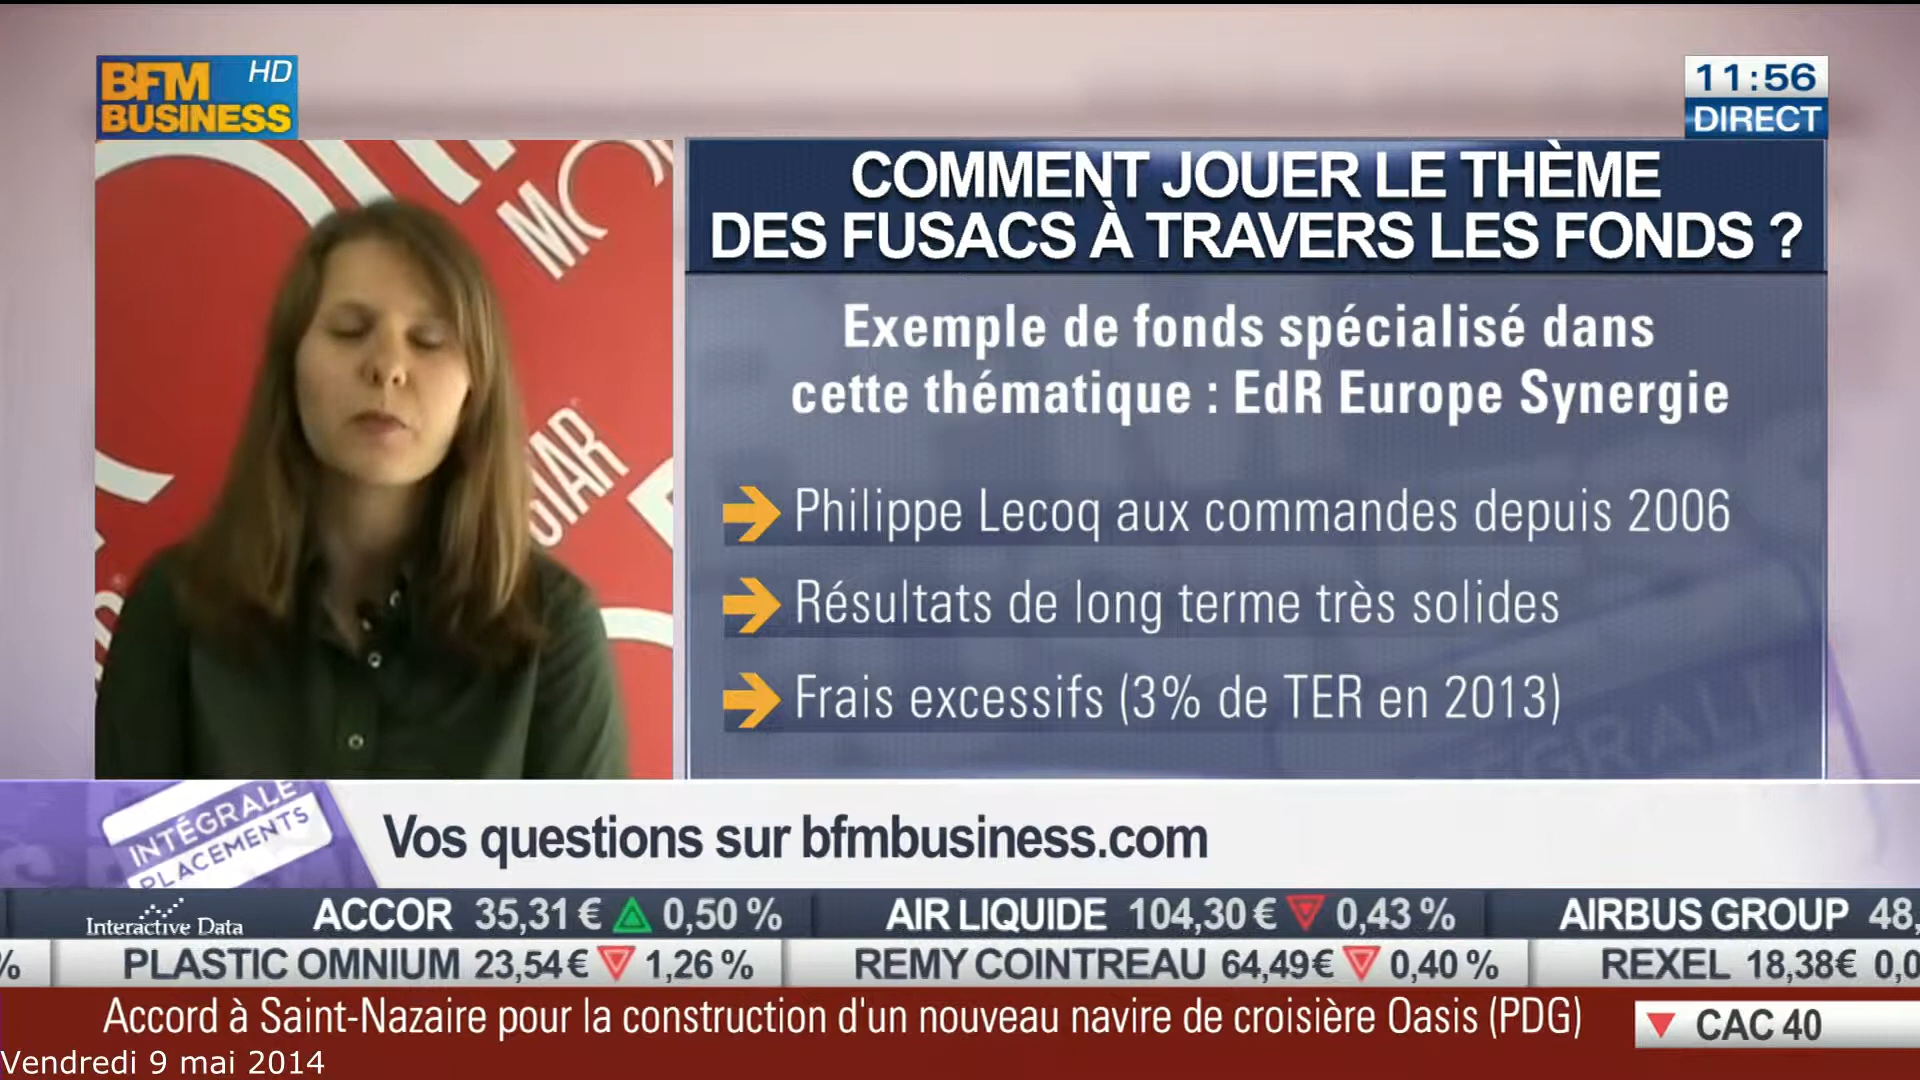 BFM
BUSINESS
HD
11:56
DIRECT
COMMENT JOUER LE THÈME
DES FUSACS À TRAVERS LES FONDS ?
Exemple de fonds spécialisé dans
cette thématique : EdR Europe Synergie
Philippe Lecoq aux commandes depuis 2006
Résultats de long terme très solides
Frais excessifs (3% de TER en 2013)
INTÉGRALE
PLACEMENTS
Vos questions sur bfmbusiness.com
Interactive Data
ACCOR 35,31 € 0,50 % AIR LIQUIDE 104,30 € 0,43 % AIRBUS GROUP 48,
% PLASTIC OMNIUM 23,54 € 1,26 % REMY COINTREAU 64,49€ 0,40 % REXEL 18,38€ 0,0
Accord à Saint-Nazaire pour la construction d'un nouveau navire de croisière Oasis (PDG)
CAC 40
Vendredi 9 mai 2014